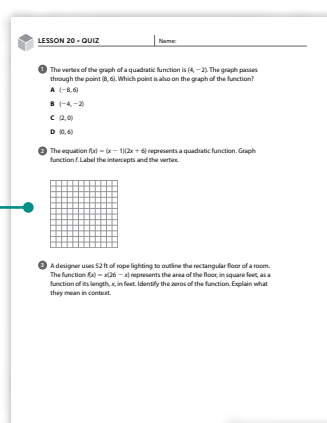 LESSON 20 • QUIZ
Name:
1 The vertex of the graph of a quadratic function is (4, −2). The graph passes
through the point (8, 6). Which point is also on the graph of the function?
A (−8, 6)
B (−4, −2)
C (2, 0)
D (0, 6)
2 The equation f(x) = (x − 1)(2x + 6) represents a quadratic function. Graph
function f. Label the intercepts and the vertex.
3 A designer uses 52 ft of rope lighting to outline the rectangular floor of a room.
The function f(x) = x(26 − x) represents the area of the floor, in square feet, as a
function of its length, x, in feet. Identify the zeros of the function. Explain what
they mean in context.